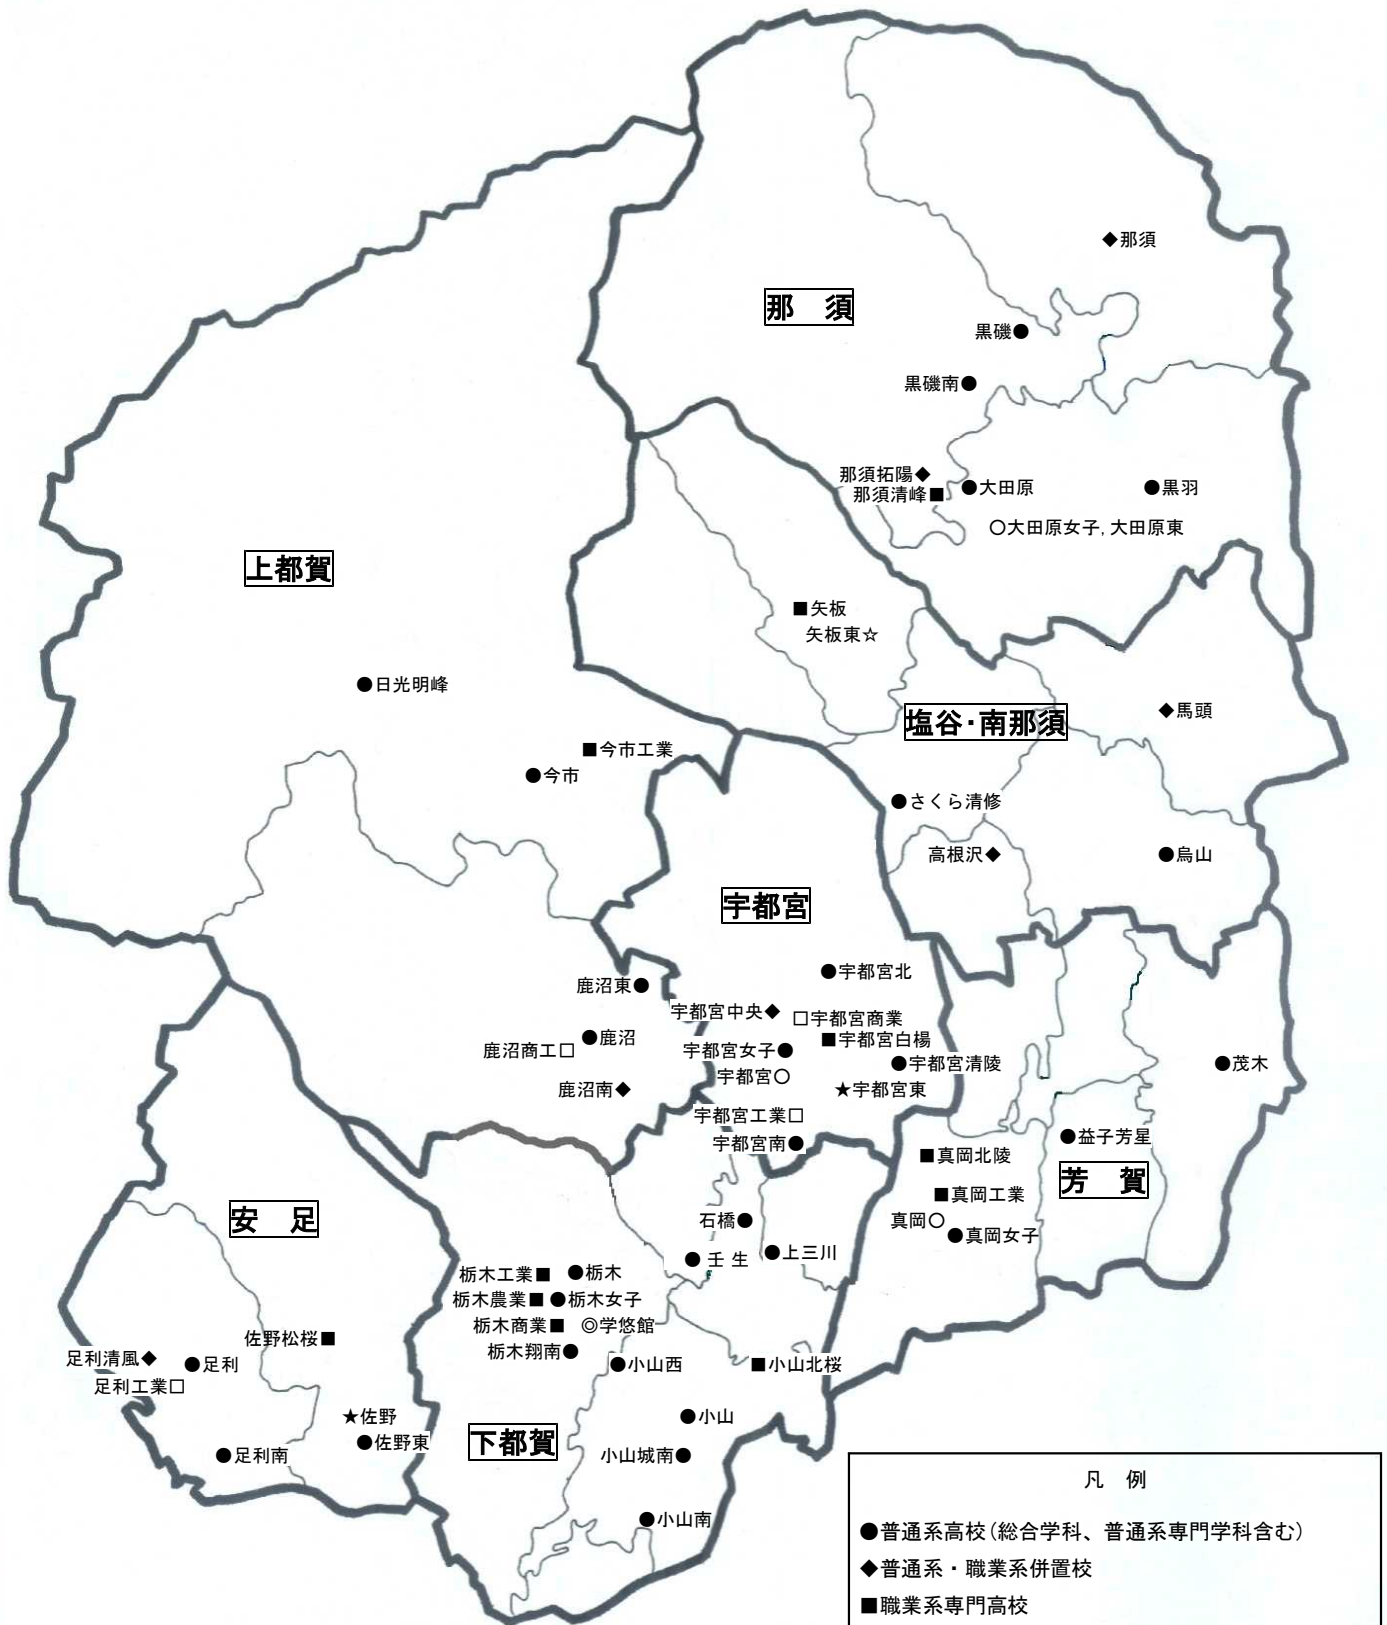 ◆那須
那 須
黒磯●
黒磯南●
那須拓陽◆
那須清峰■
●大田原
●黒羽
○大田原女子, 大田原東
上都賀
■矢板
矢板東☆
●日光明峰
塩谷・南那須
◆馬頭
■今市工業
●今市
●さくら清修
高根沢◆
●烏山
宇都宮
●宇都宮北
鹿沼東●
宇都宮中央◆
□宇都宮商業
●鹿沼
鹿沼商工□
■宇都宮白楊
宇都宮女子●
●宇都宮清陵
●茂木
宇都宮○
鹿沼南◆
★宇都宮東
宇都宮工業□
宇都宮南●
●益子芳星
■真岡北陵
芳 賀
■真岡工業
真岡○
●真岡女子
安 足
石橋●
●壬 生
●上三川
栃木工業■
●栃木
栃木農業■
●栃木女子
栃木商業■
◎学悠館
栃木翔南●
佐野松桜■
足利清風◆
●足利
足利工業□
●小山西
■小山北桜
★佐野
●佐野東
●小山
下都賀
●足利南
小山城南●
●小山南
凡 例
●普通系高校(総合学科、普通系専門学科含む)
◆普通系・職業系併置校
■職業系専門高校